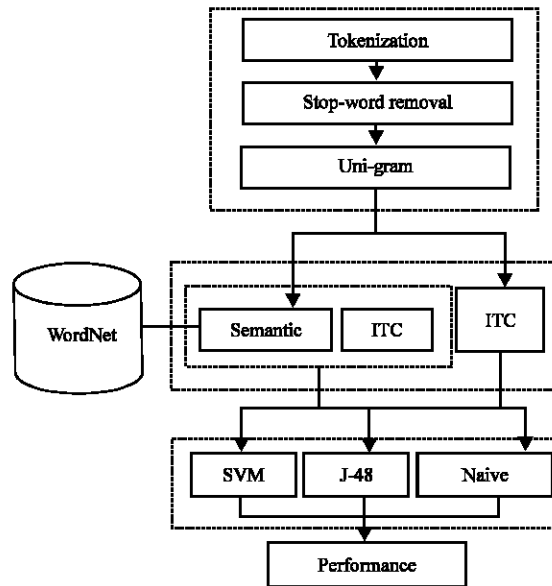 Tokenization
Stop-word removal
Uni-gram
WordNet
Semantic
ITC
ITC
SVM
J-48
Naive
Performance